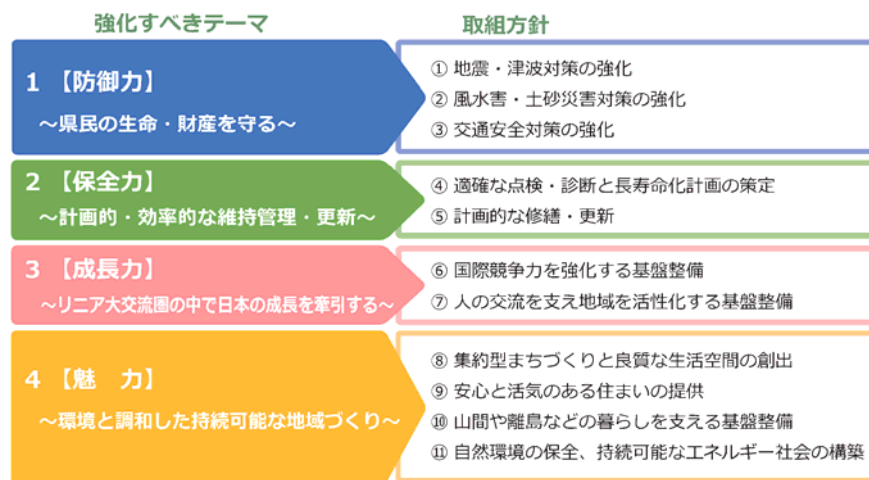 強化すべきテーマ
取組方針
1 【防御力】
～県民の生命・財産を守る～
① 地震・津波対策の強化
② 風水害・土砂災害対策の強化
③ 交通安全対策の強化
2 【保全力】
～計画的・効率的な維持管理・更新～
④ 適確な点検・診断と長寿命化計画の策定
⑤ 計画的な修繕・更新
3 【成長力】
～リニア大交流圏の中で日本の成長を牽引する～
⑥ 国際競争力を強化する基盤整備
⑦ 人の交流を支え地域を活性化する基盤整備
4 【魅　力】
～環境と調和した持続可能な地域づくり～
⑧ 集約型まちづくりと良質な生活空間の創出
⑨ 安心と活気のある住まいの提供
⑩ 山間や離島などの暮らしを支える基盤整備
⑪ 自然環境の保全、持続可能なエネルギー社会の構築